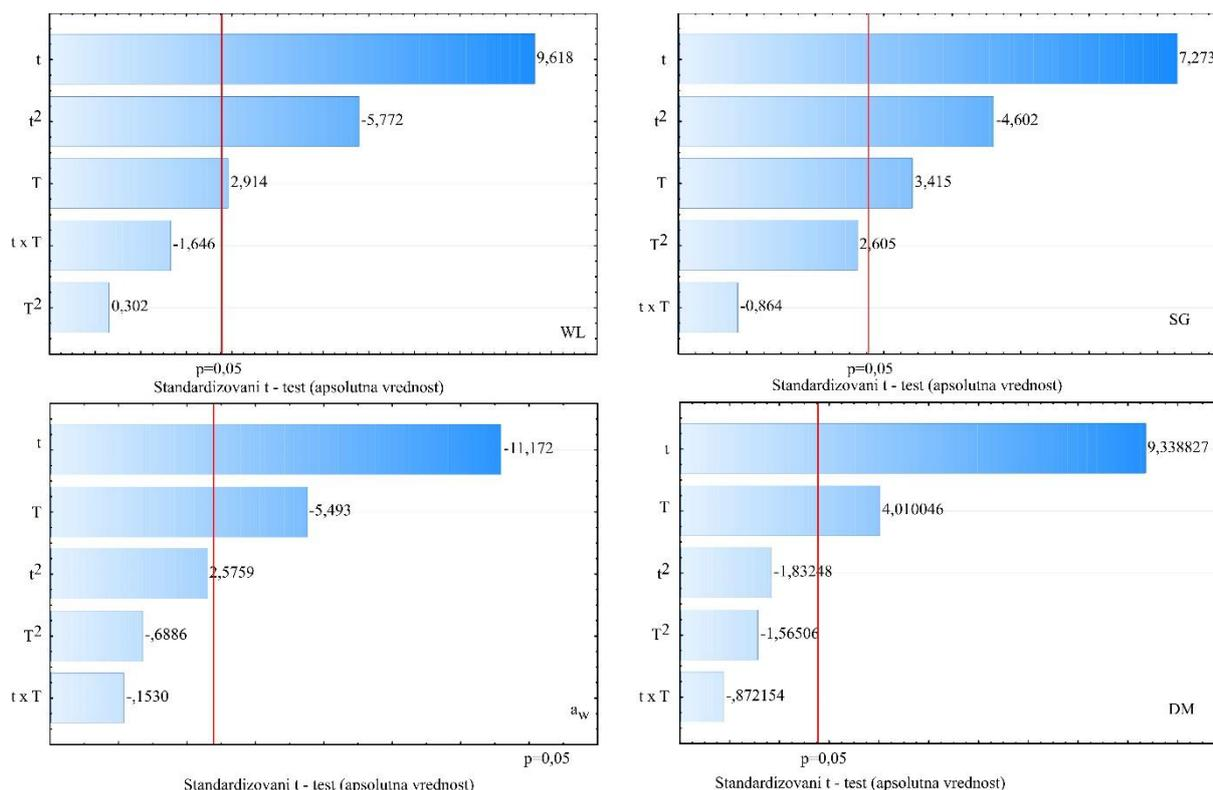 t
9,618
t²
-5,772
T
2,914
t x T
-1,646
T²
0,302
WL
p=0,05
Standardizovani t - test (apsolutna vrednost)
t
7,273
t²
-4,602
T
3,415
T²
2,605
t x T
-0,864
SG
p=0,05
Standardizovani t - test (apsolutna vrednost)
t
-11,172
T
-5,493
t²
2,5759
T²
-,6886
t x T
-,1530
a_w
p=0,05
Standardizovani t - test (apsolutna vrednost)
t
9,338827
T
4,010046
t²
-1,83248
T²
-1,56506
t x T
-,872154
DM
p=0,05
Standardizovani t - test (apsolutna vrednost)